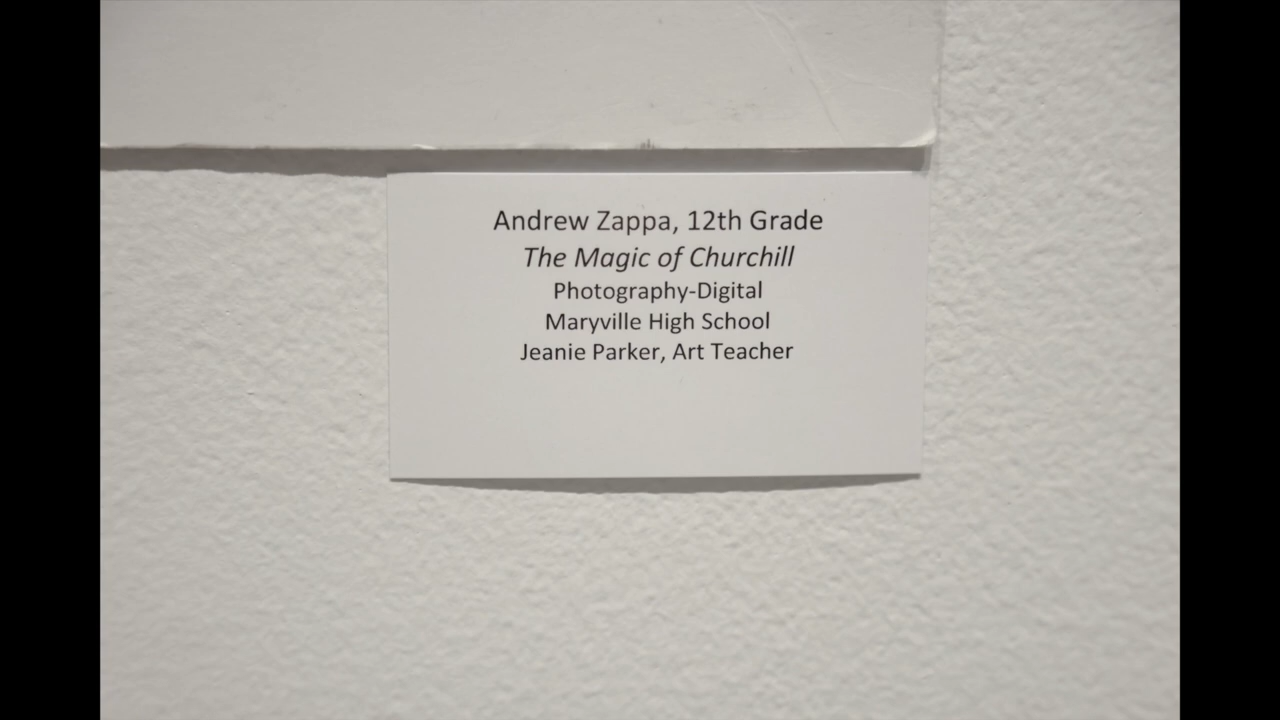 Andrew Zappa, 12th Grade
The Magic of Churchill
Photography-Digital
Maryville High School
Jeanie Parker, Art Teacher